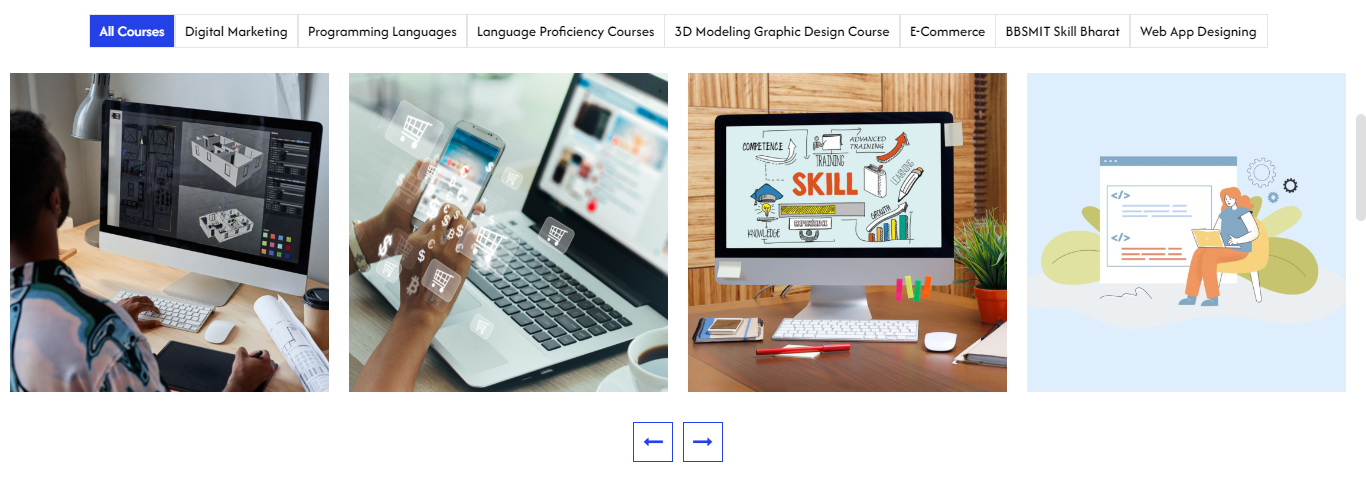 All Courses
Digital Marketing
Programming Languages
Language Proficiency Courses
3D Modeling Graphic Design Course
E-Commerce
BBSMIT Skill Bharat
Web App Designing
COMPETENCE
TRAINING
ADVANCED
TRAINING
SKILL
LEARNING
GROWTH
EXPERIENCE
KNOWLEDGE
</>
</>